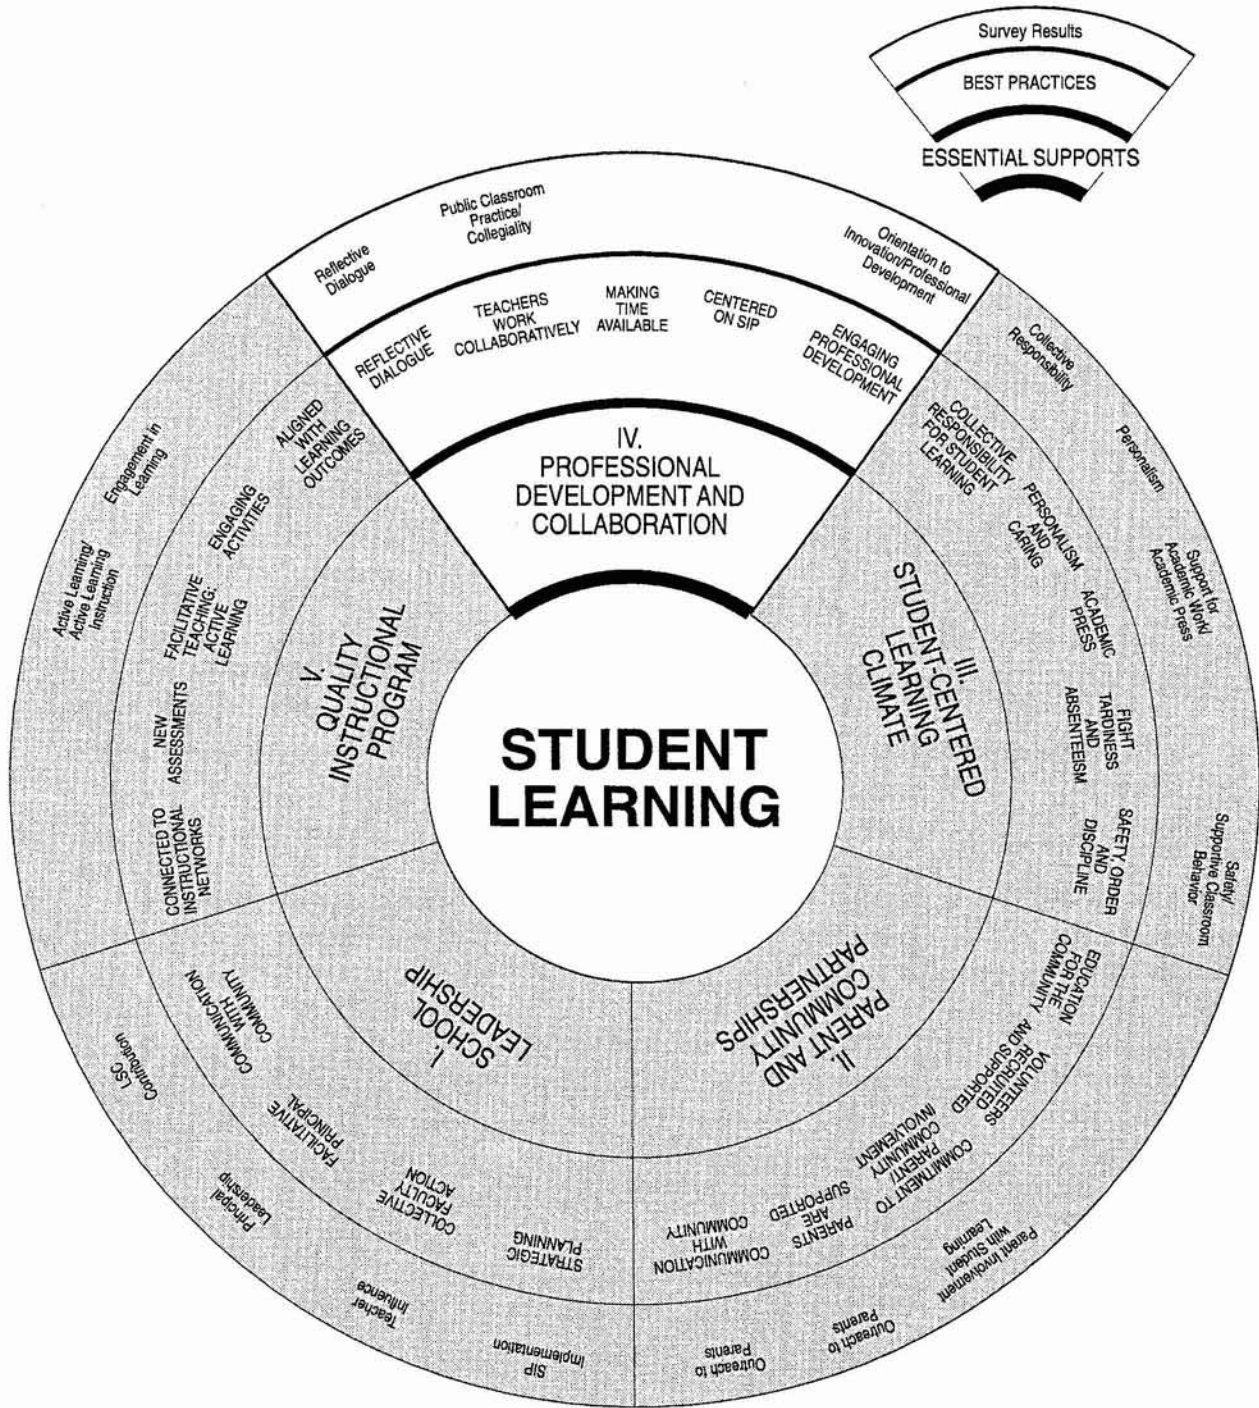 Survey Results
BEST PRACTICES
ESSENTIAL SUPPORTS
Reflective
Dialogue
Public Classroom
Practice/
Collegiality
Orientation to
Innovation/Professional
Development
REFLECTIVE
DIALOGUE
TEACHERS
WORK
COLLABORATIVELY
MAKING
TIME
AVAILABLE
CENTERED
ON SIP
ENGAGING
PROFESSIONAL
DEVELOPMENT
IV.
PROFESSIONAL
DEVELOPMENT AND
COLLABORATION
Collective
Responsibility
Personalism
Support for
Academic Work/
Academic Press
Safety/
Supportive Classroom
Behavior
COLLECTIVE
RESPONSIBILITY
FOR STUDENT
LEARNING
PERSONALISM
AND
CARING
ACADEMIC
PRESS
FIGHT
TARDINESS
AND
ABSENTEEISM
SAFETY, ORDER
AND
DISCIPLINE
III.
STUDENT-CENTERED
LEARNING
CLIMATE
EDUCATION
FOR THE
COMMUNITY
VOLUNTEERS
RECRUITED
AND SUPPORTED
COMMITMENT TO
PARENT/
COMMUNITY
INVOLVEMENT
PARENTS
ARE
SUPPORTED
COMMUNICATION
WITH
COMMUNITY
II.
PARENT AND
COMMUNITY
PARTNERSHIPS
Parent Involvement
with Student
Learning
Outreach to
Parents
Outreach to
Parents
I.
SCHOOL
LEADERSHIP
STRATEGIC
PLANNING
COLLECTIVE
FACULTY
ACTION
FACILITATIVE
PRINCIPAL
COMMUNICATION
WITH
COMMUNITY
SIP
Implementation
Teacher
Influence
Principal
Leadership
LSC
Contribution
V.
QUALITY
INSTRUCTIONAL
PROGRAM
CONNECTED TO
INSTRUCTIONAL
NETWORKS
NEW
ASSESSMENTS
FACILITATIVE
TEACHING:
ACTIVE
LEARNING
ENGAGING
ACTIVITIES
ALIGNED
WITH
LEARNING
OUTCOMES
Active Learning/
Active Learning
Instruction
Engagement in
Learning
STUDENT
LEARNING